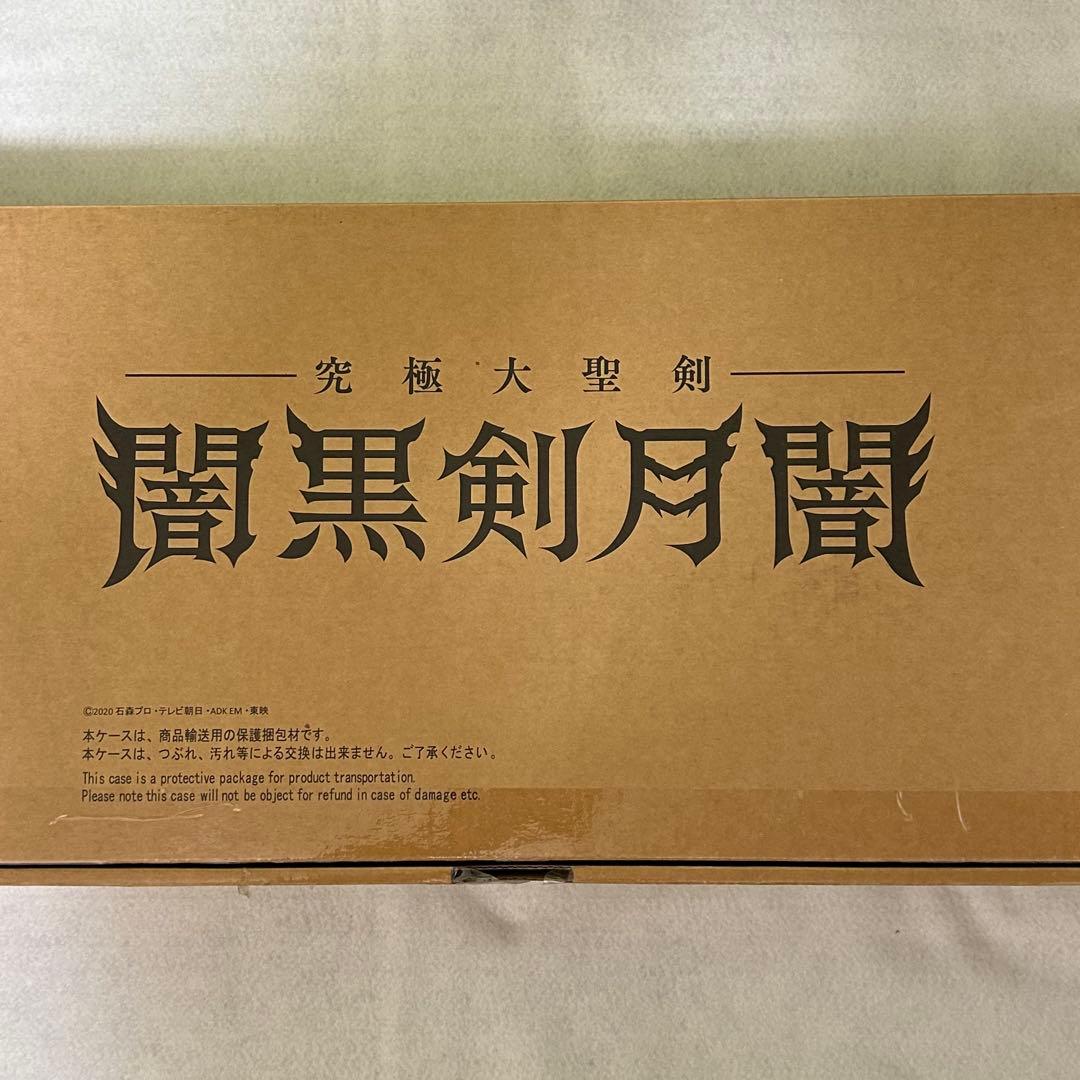 究極大聖剣
闇黒剣月闇
©2020 石森プロ・テレビ朝日・ADK EM・東映
本ケースは、商品輸送用の保護梱包材です。
本ケースは、つぶれ、汚れ等による交換は出来ません。ご了承ください。
This case is a protective package for product transportation.
Please note this case will not be object for refund in case of damage etc.